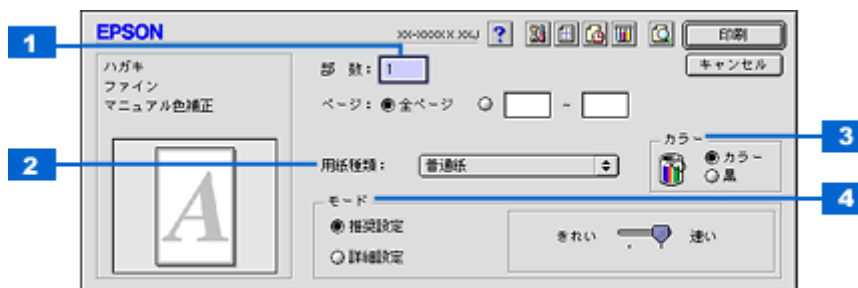 EPSON
? 印刷
ハガキ
ファイン
マニュアル色補正
A
1
部 数: 1
キャンセル
ページ: 全ページ ~
2
用紙種類: 普通紙
3
カラー
カラー
黒
4
モード
推奨設定
詳細設定
きれい 速い